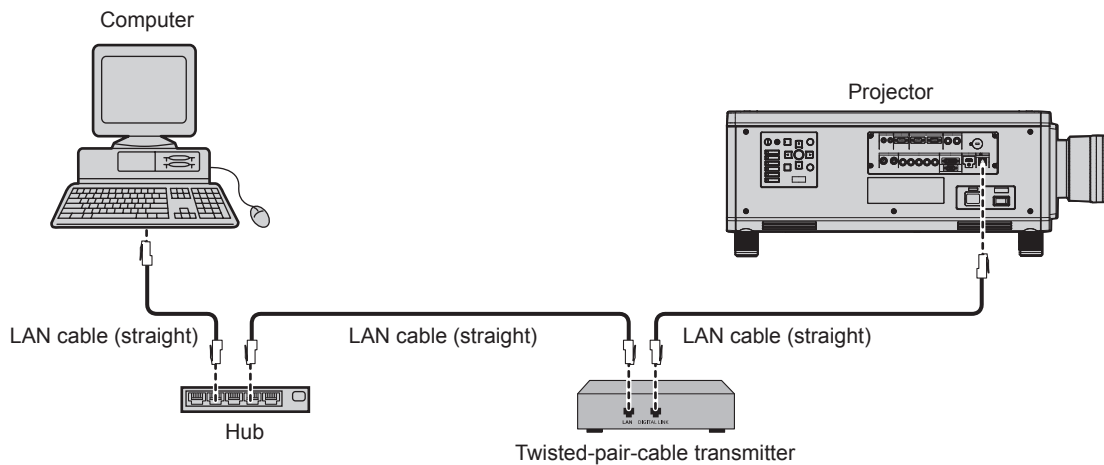 Computer
Projector
LAN cable (straight)
LAN cable (straight)
LAN cable (straight)
LAN
DIGITAL LINK
Hub
Twisted-pair-cable transmitter